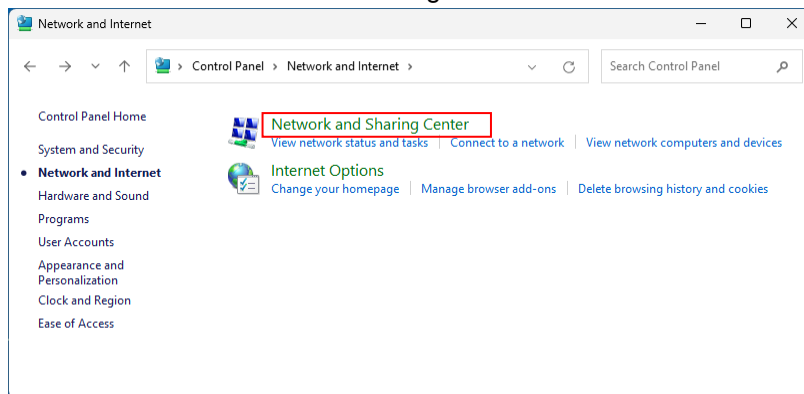 Network and Internet
Control Panel > Network and Internet >
Search Control Panel
Control Panel Home
System and Security
Network and Internet
Hardware and Sound
Programs
User Accounts
Appearance and
Personalization
Clock and Region
Ease of Access
Network and Sharing Center
View network status and tasks | Connect to a network | View network computers and devices
Internet Options
Change your homepage | Manage browser add-ons | Delete browsing history and cookies